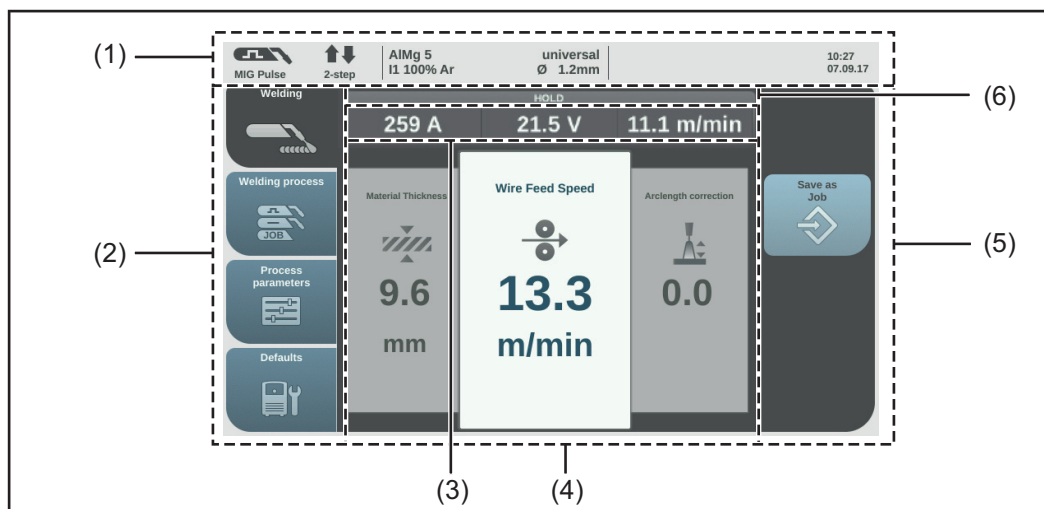 (1)
MIG Pulse
2-step
AlMg 5
I1 100% Ar
universal
Ø 1.2mm
10:27
07.09.17
(6)
Welding
HOLD
259 A
21.5 V
11.1 m/min
Welding process
JOB
Process
parameters
Defaults
Material Thickness
9.6
mm
Wire Feed Speed
13.3
m/min
Arclength correction
0.0
Save as
Job
(2)
(5)
(3)
(4)